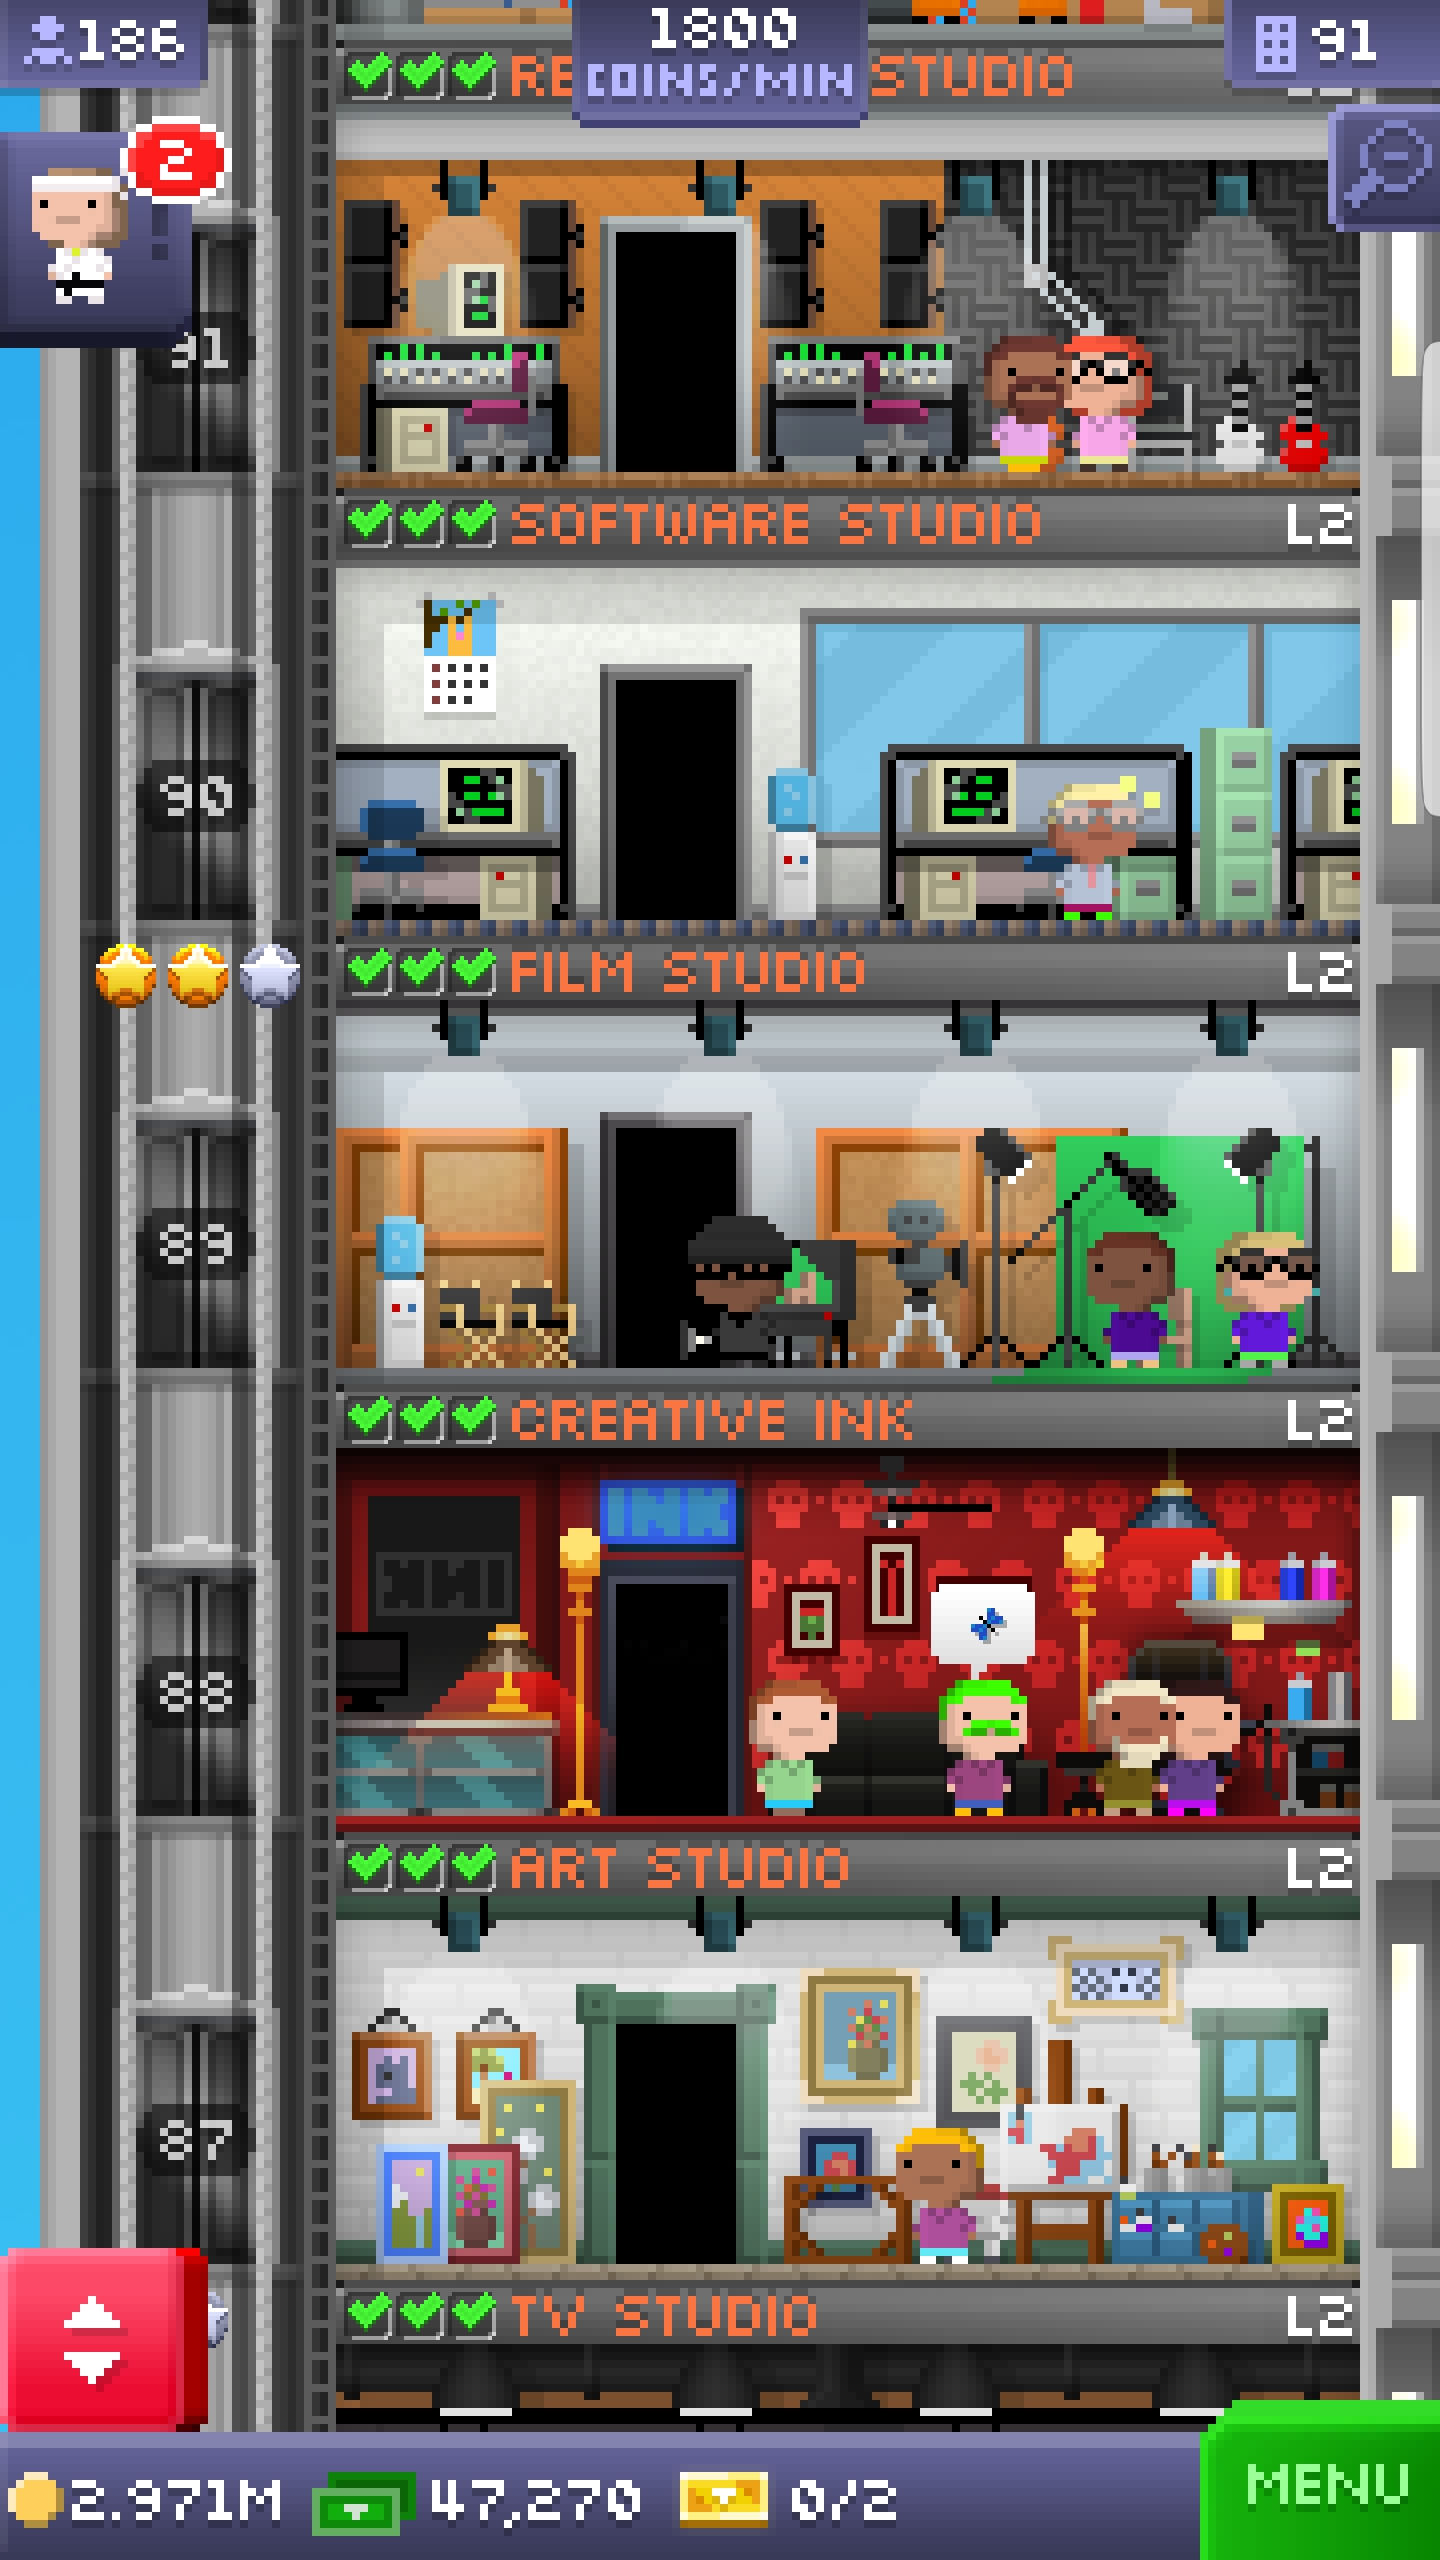 186
1800
COINS/MIN
91
RE STUDIO
2
91
SOFTWARE STUDIO L2
90
FILM STUDIO L2
89
CREATIVE INK L2
INK
88
ART STUDIO L2
87
TV STUDIO L2
2.971M
47,270
0/2
MENU